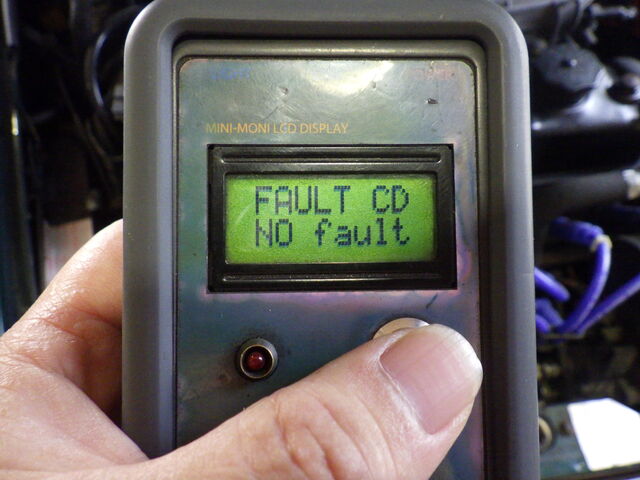 MINI-MONI LCD DISPLAY
FAULT CD
NO fault